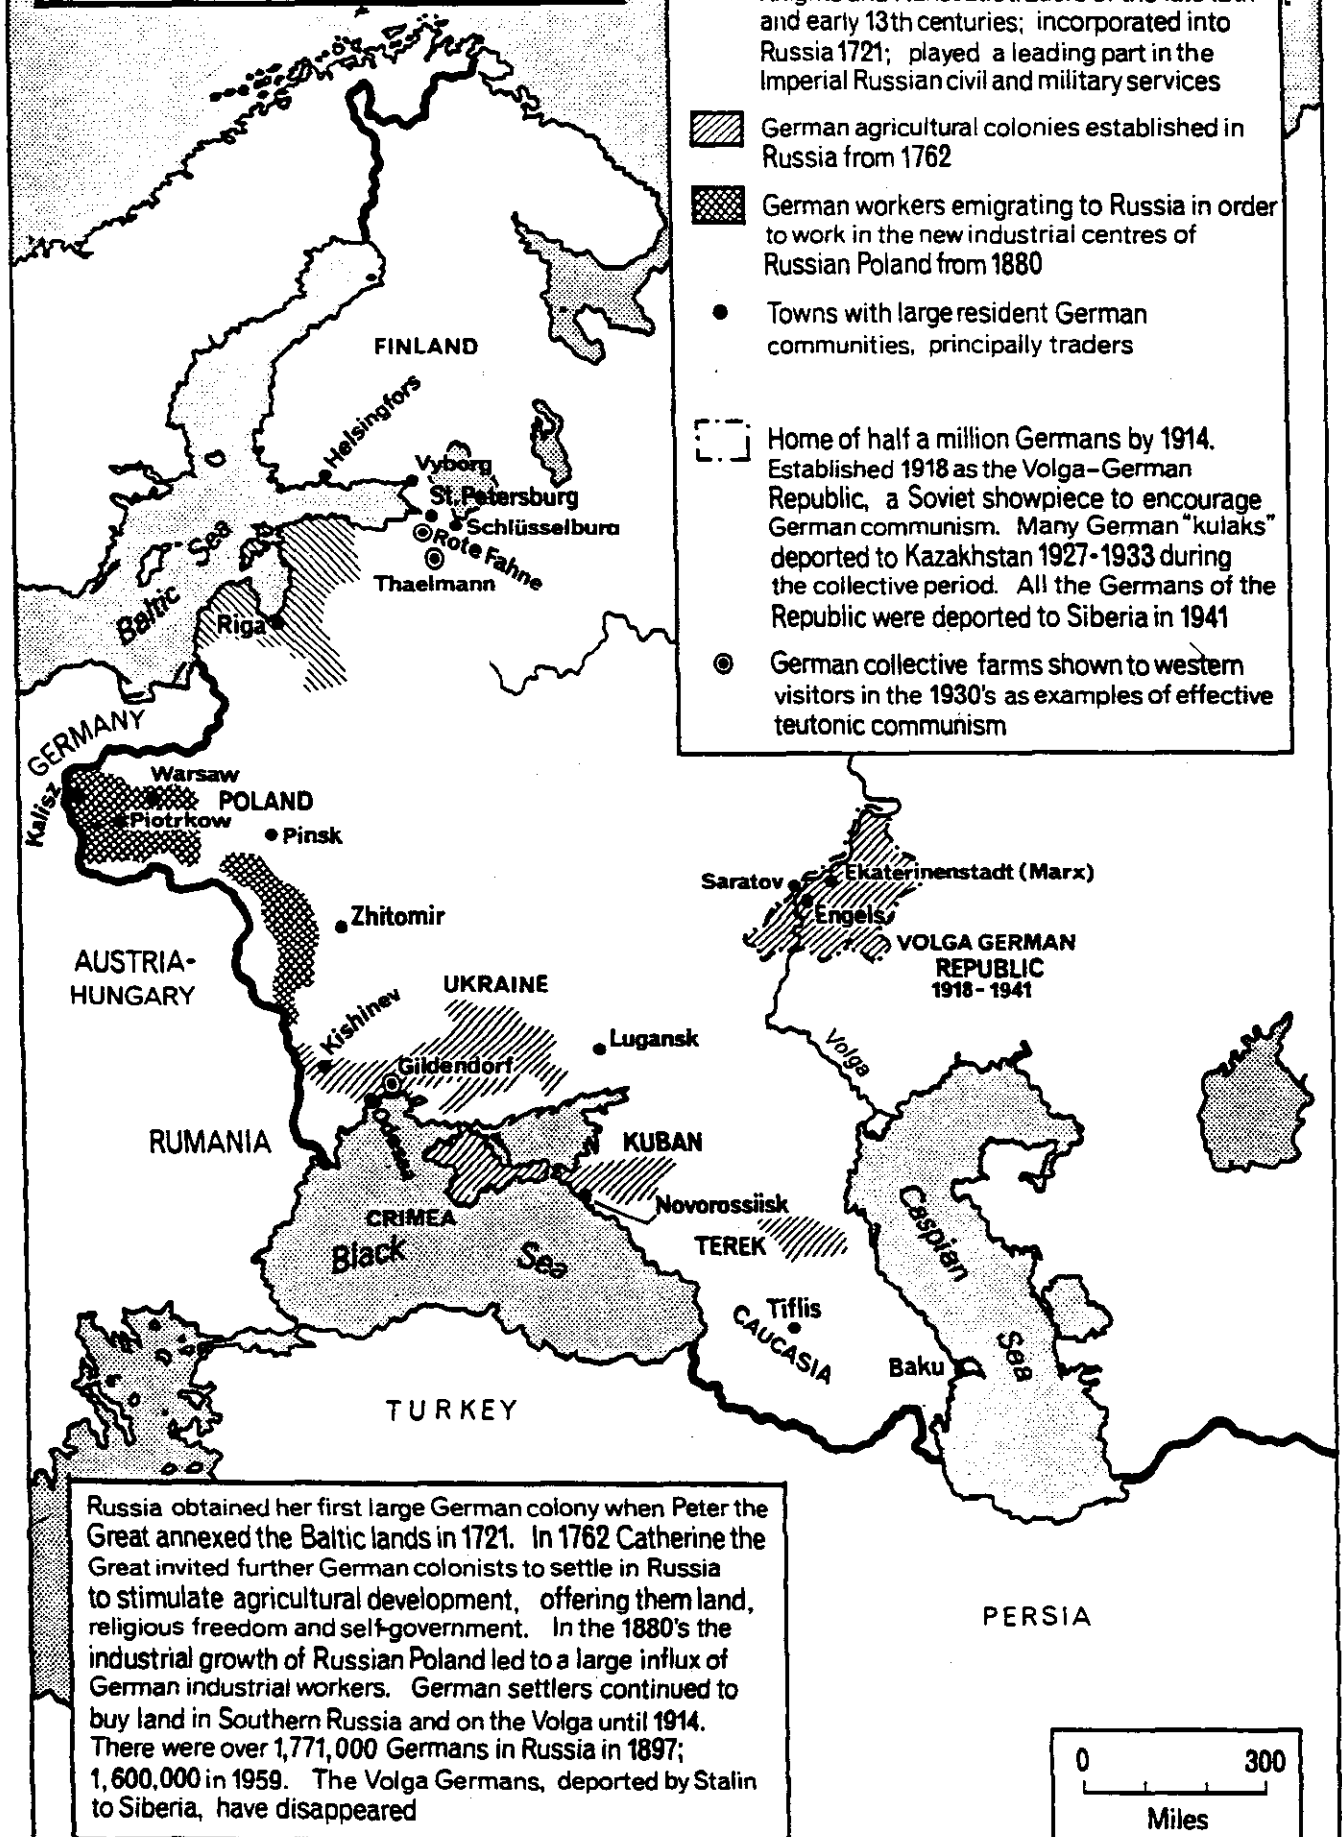 and early 13th centuries; incorporated into
Russia 1721; played a leading part in the
Imperial Russian civil and military services
German agricultural colonies established in
Russia from 1762
German workers emigrating to Russia in order
to work in the new industrial centres of
Russian Poland from 1880
Towns with large resident German
communities, principally traders
Home of half a million Germans by 1914.
Established 1918 as the Volga-German
Republic, a Soviet showpiece to encourage
German communism. Many German "kulaks"
deported to Kazakhstan 1927-1933 during
the collective period. All the Germans of the
Republic were deported to Siberia in 1941
German collective farms shown to western
visitors in the 1930's as examples of effective
teutonic communism
FINLAND
Helsingfors
Vyborg
St. Petersburg
Schlüsselburg
Rote Fahne
Thaelmann
Baltic Sea
Riga
GERMANY
Kalisz
Warsaw
POLAND
Piotrkow
Pinsk
Zhitomir
AUSTRIA-
HUNGARY
UKRAINE
Kishinev
Gildendorf
Lugansk
Odessa
RUMANIA
KUBAN
Novorossiisk
CRIMEA
Black Sea
TEREK
Saratov
Ekaterinenstadt (Marx)
Engels
VOLGA GERMAN
REPUBLIC
1918-1941
Volga
Caspian Sea
Tiflis
CAUCASIA
Baku
TURKEY
PERSIA
Russia obtained her first large German colony when Peter the
Great annexed the Baltic lands in 1721. In 1762 Catherine the
Great invited further German colonists to settle in Russia
to stimulate agricultural development, offering them land,
religious freedom and self-government. In the 1880's the
industrial growth of Russian Poland led to a large influx of
German industrial workers. German settlers continued to
buy land in Southern Russia and on the Volga until 1914.
There were over 1,771,000 Germans in Russia in 1897;
1,600,000 in 1959. The Volga Germans, deported by Stalin
to Siberia, have disappeared
0 300
Miles